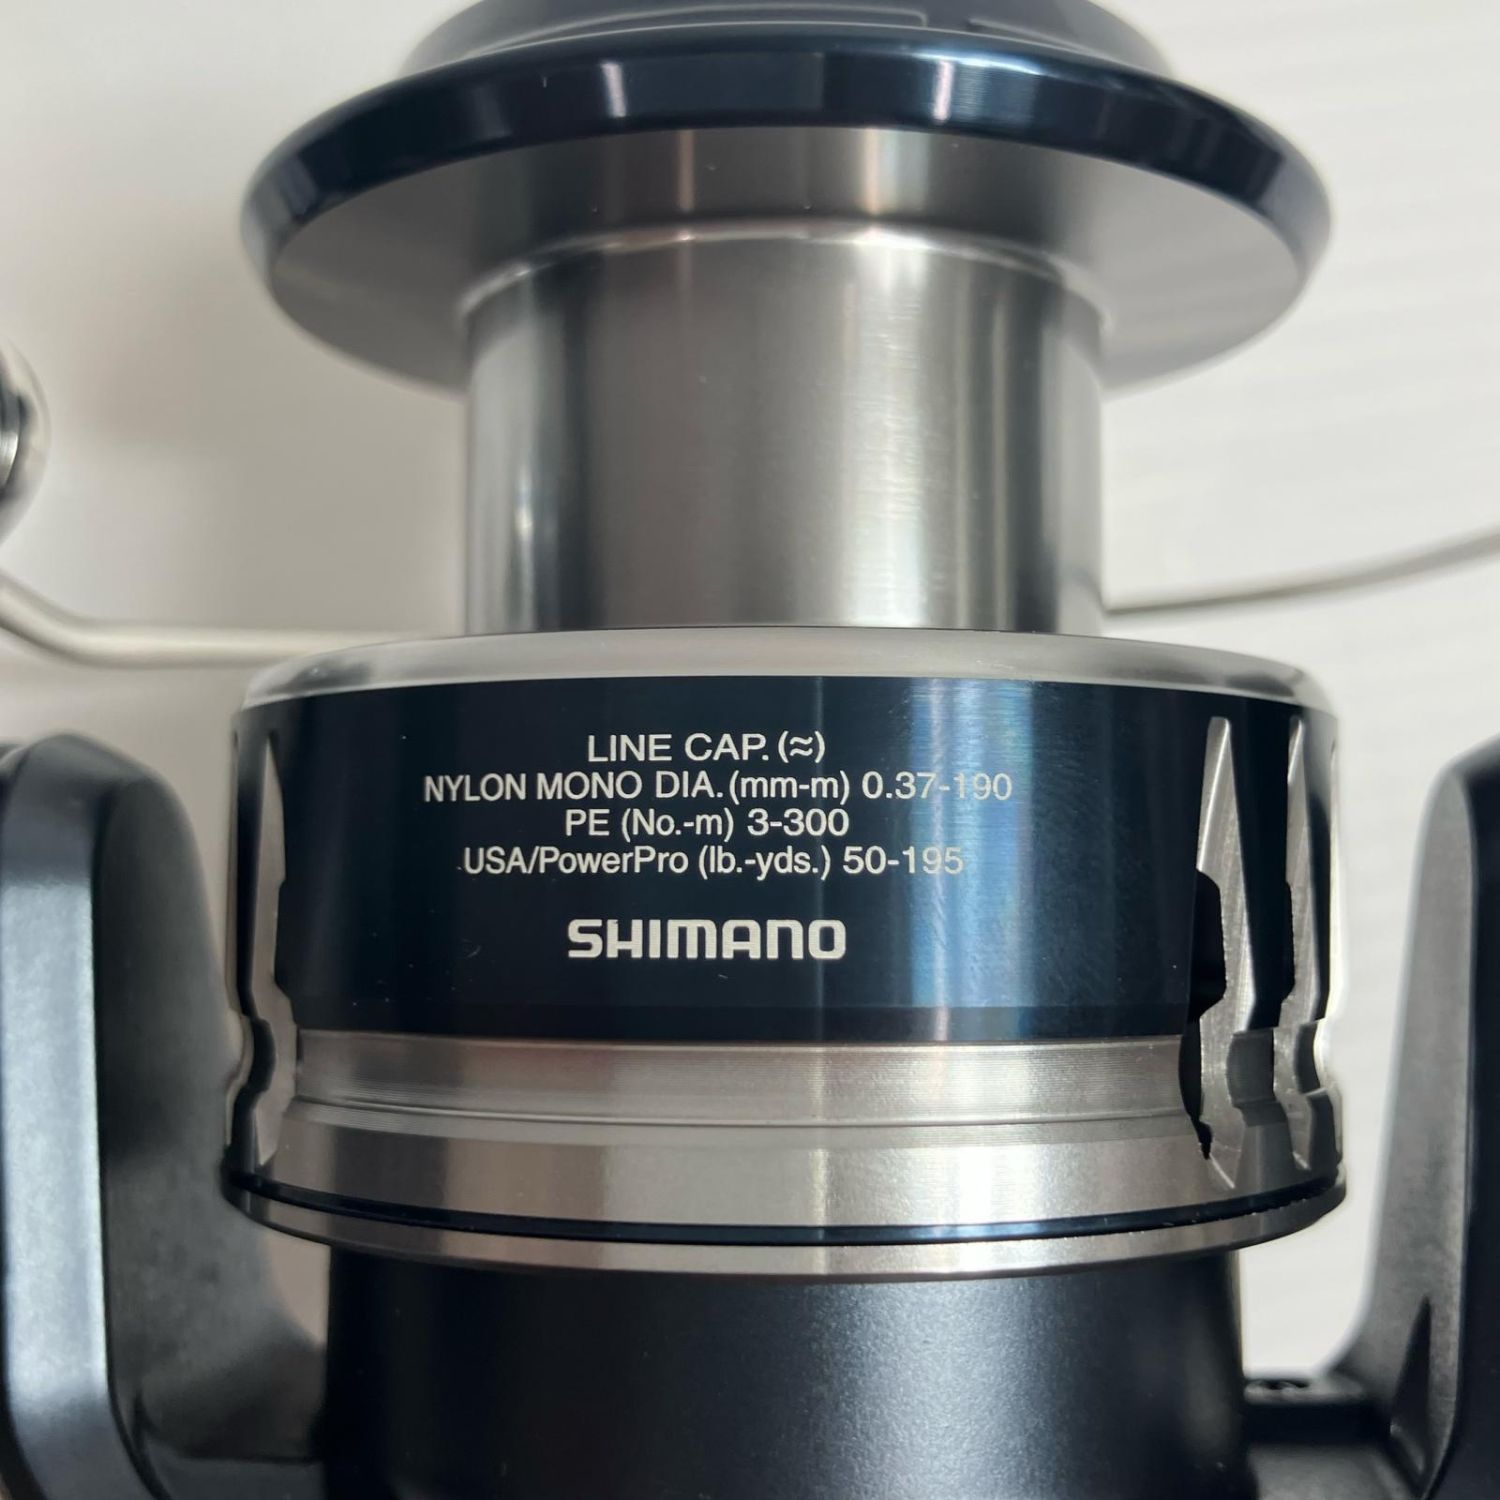 LINE CAP. (≈)
NYLON MONO DIA. (mm-m) 0.37-190
PE (No.-m) 3-300
USA/PowerPro (lb.-yds.) 50-195
SHIMANO